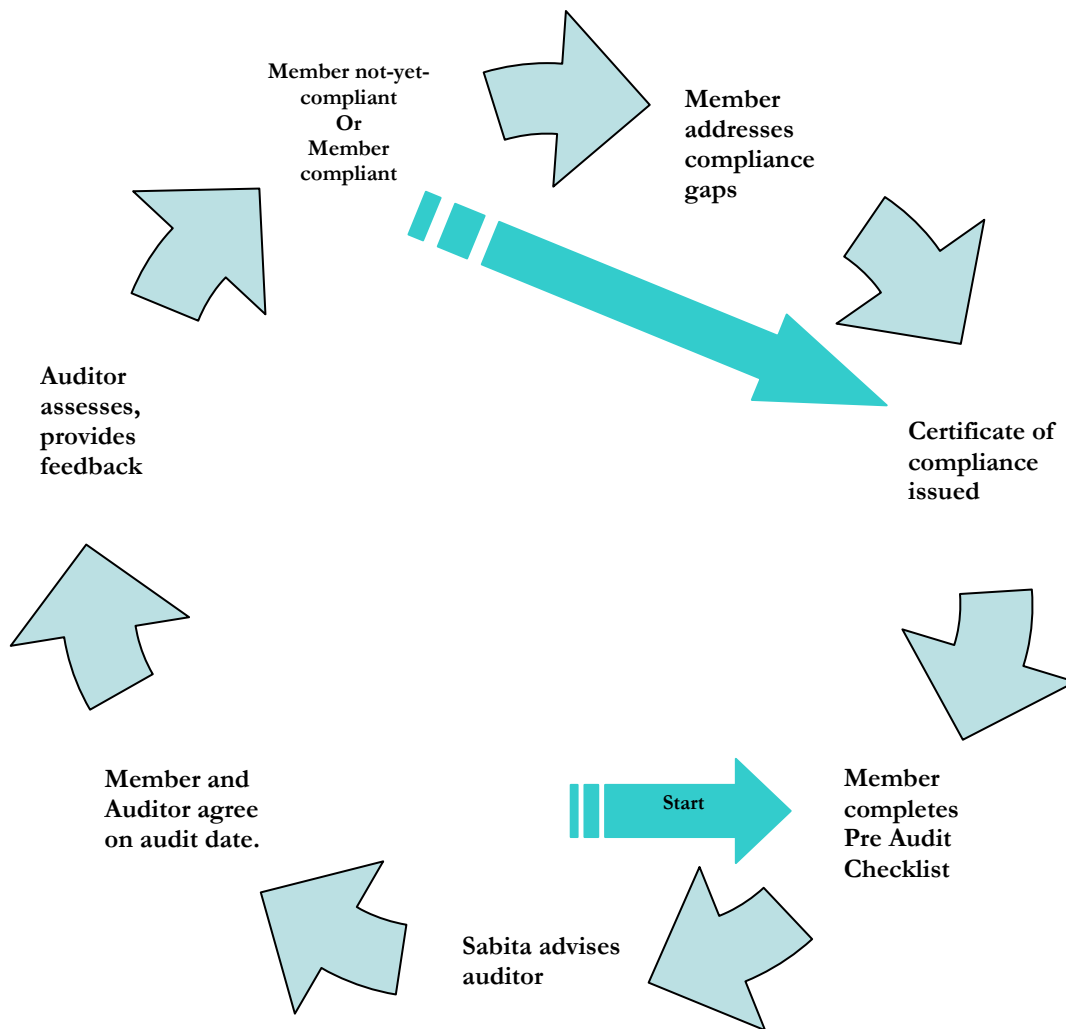 Member not-yet-
compliant
Or
Member
compliant
Member
addresses
compliance
gaps
Auditor
assesses,
provides
feedback
Certificate of
compliance
issued
Member and
Auditor agree
on audit date.
Start
Member
completes
Pre Audit
Checklist
Sabita advises
auditor